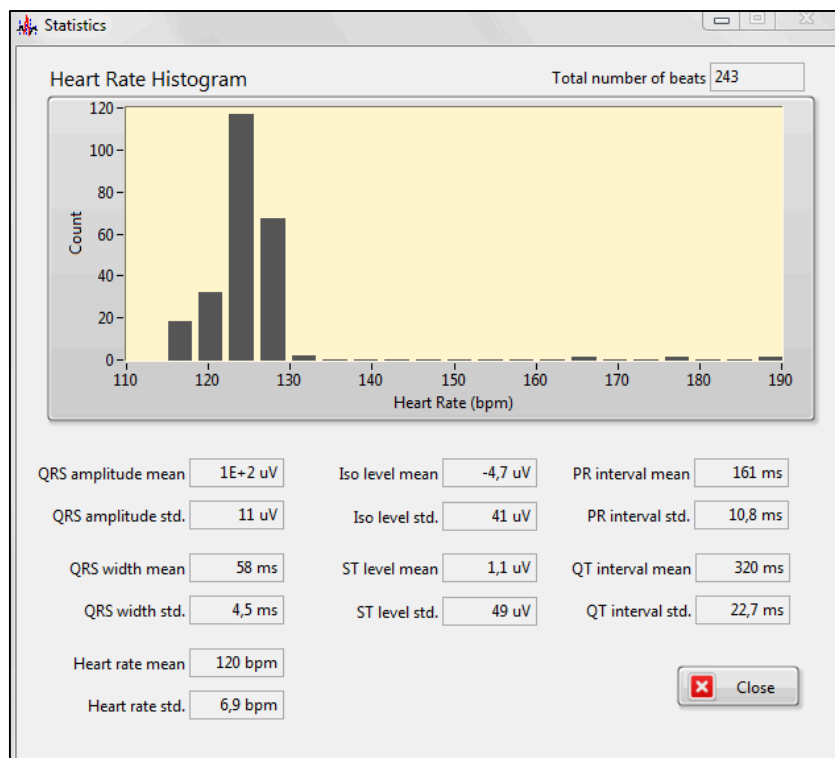 Statistics
Heart Rate Histogram
Total number of beats 243
120
100
80
60
40
20
0
Count
110 120 130 140 150 160 170 180 190
Heart Rate (bpm)
QRS amplitude mean 1E+2 uV Iso level mean -4,7 uV PR interval mean 161 ms
QRS amplitude std. 11 uV Iso level std. 41 uV PR interval std. 10,8 ms
QRS width mean 58 ms ST level mean 1,1 uV QT interval mean 320 ms
QRS width std. 4,5 ms ST level std. 49 uV QT interval std. 22,7 ms
Heart rate mean 120 bpm
Heart rate std. 6,9 bpm
Close